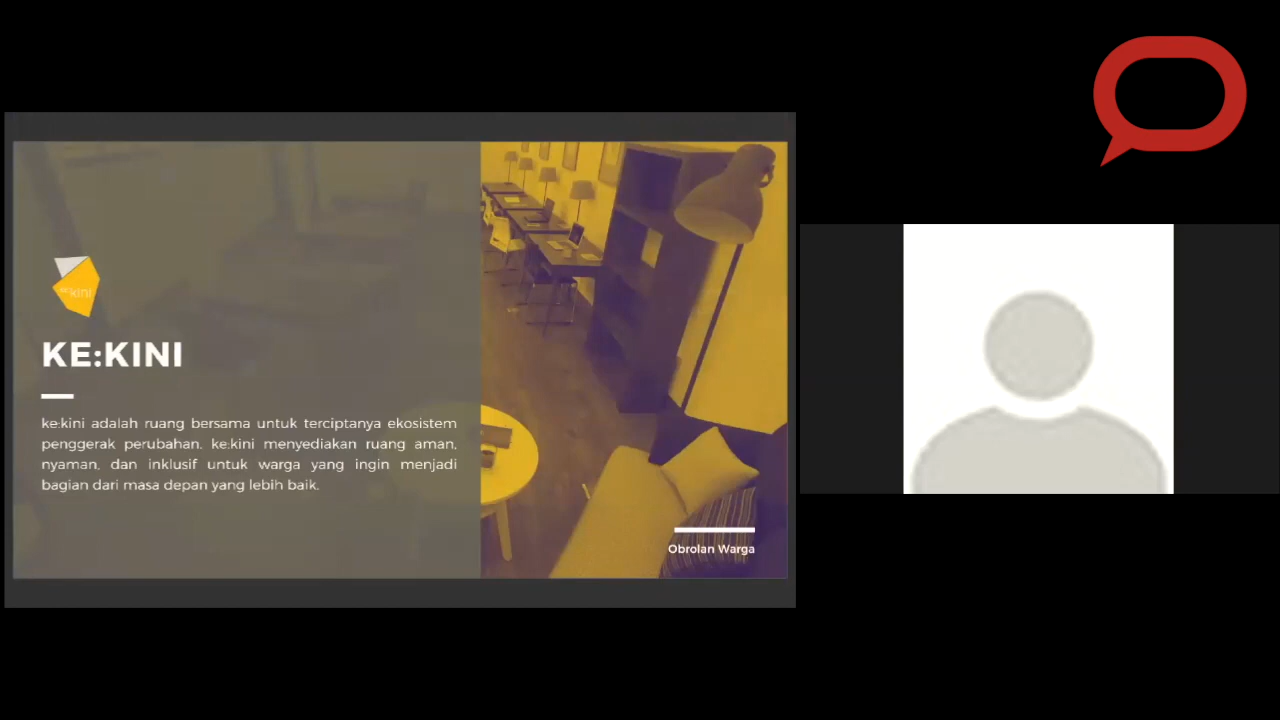 ke:kini
KE:KINI
ke:kini adalah ruang bersama untuk terciptanya ekosistem
penggerak perubahan. ke:kini menyediakan ruang aman,
nyaman, dan inklusif untuk warga yang ingin menjadi
bagian dari masa depan yang lebih baik.
Obrolan Warga